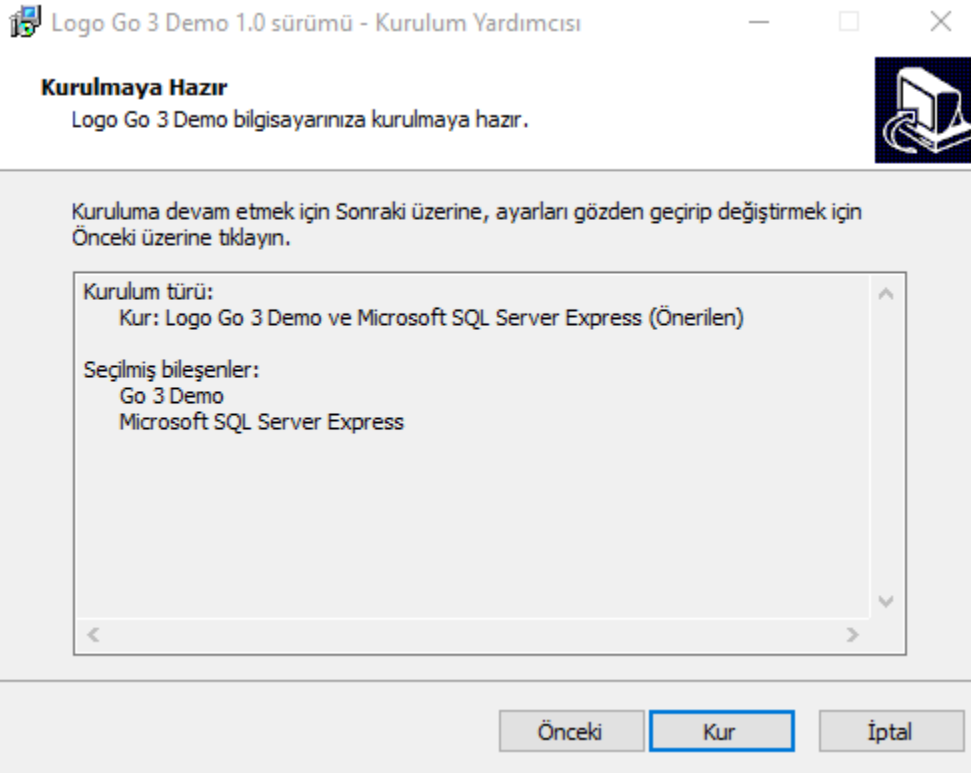 Logo Go 3 Demo 1.0 sürümü - Kurulum Yardımcısı
Kurulmaya Hazır
Logo Go 3 Demo bilgisayarınıza kurulmaya hazır.
Kuruluma devam etmek için Sonraki üzerine, ayarları gözden geçirip değiştirmek için
Önceki üzerine tıklayın.
Kurulum türü:
Kur: Logo Go 3 Demo ve Microsoft SQL Server Express (Önerilen)
Seçilmiş bileşenler:
Go 3 Demo
Microsoft SQL Server Express
Önceki
Kur
İptal